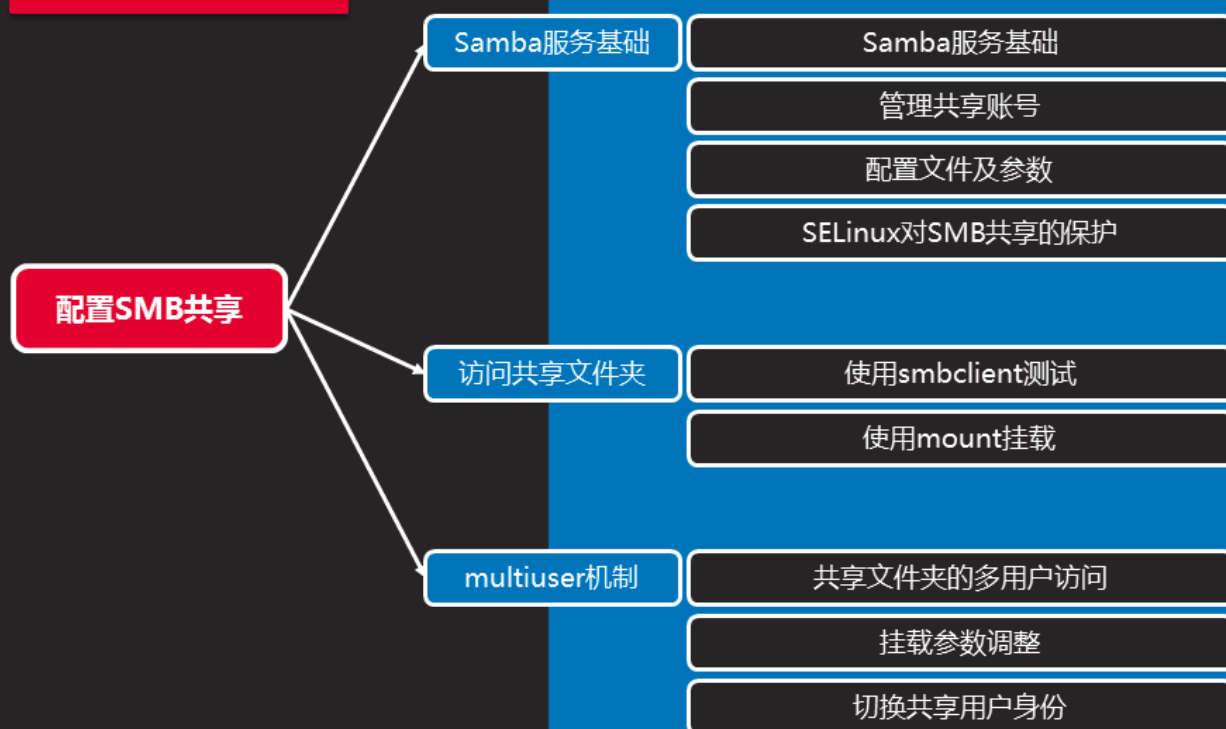 配置SMB共享
Samba服务基础
Samba服务基础
管理共享账号
配置文件及参数
SELinux对SMB共享的保护
访问共享文件夹
使用smbclient测试
使用mount挂载
multiuser机制
共享文件夹的多用户访问
挂载参数调整
切换共享用户身份